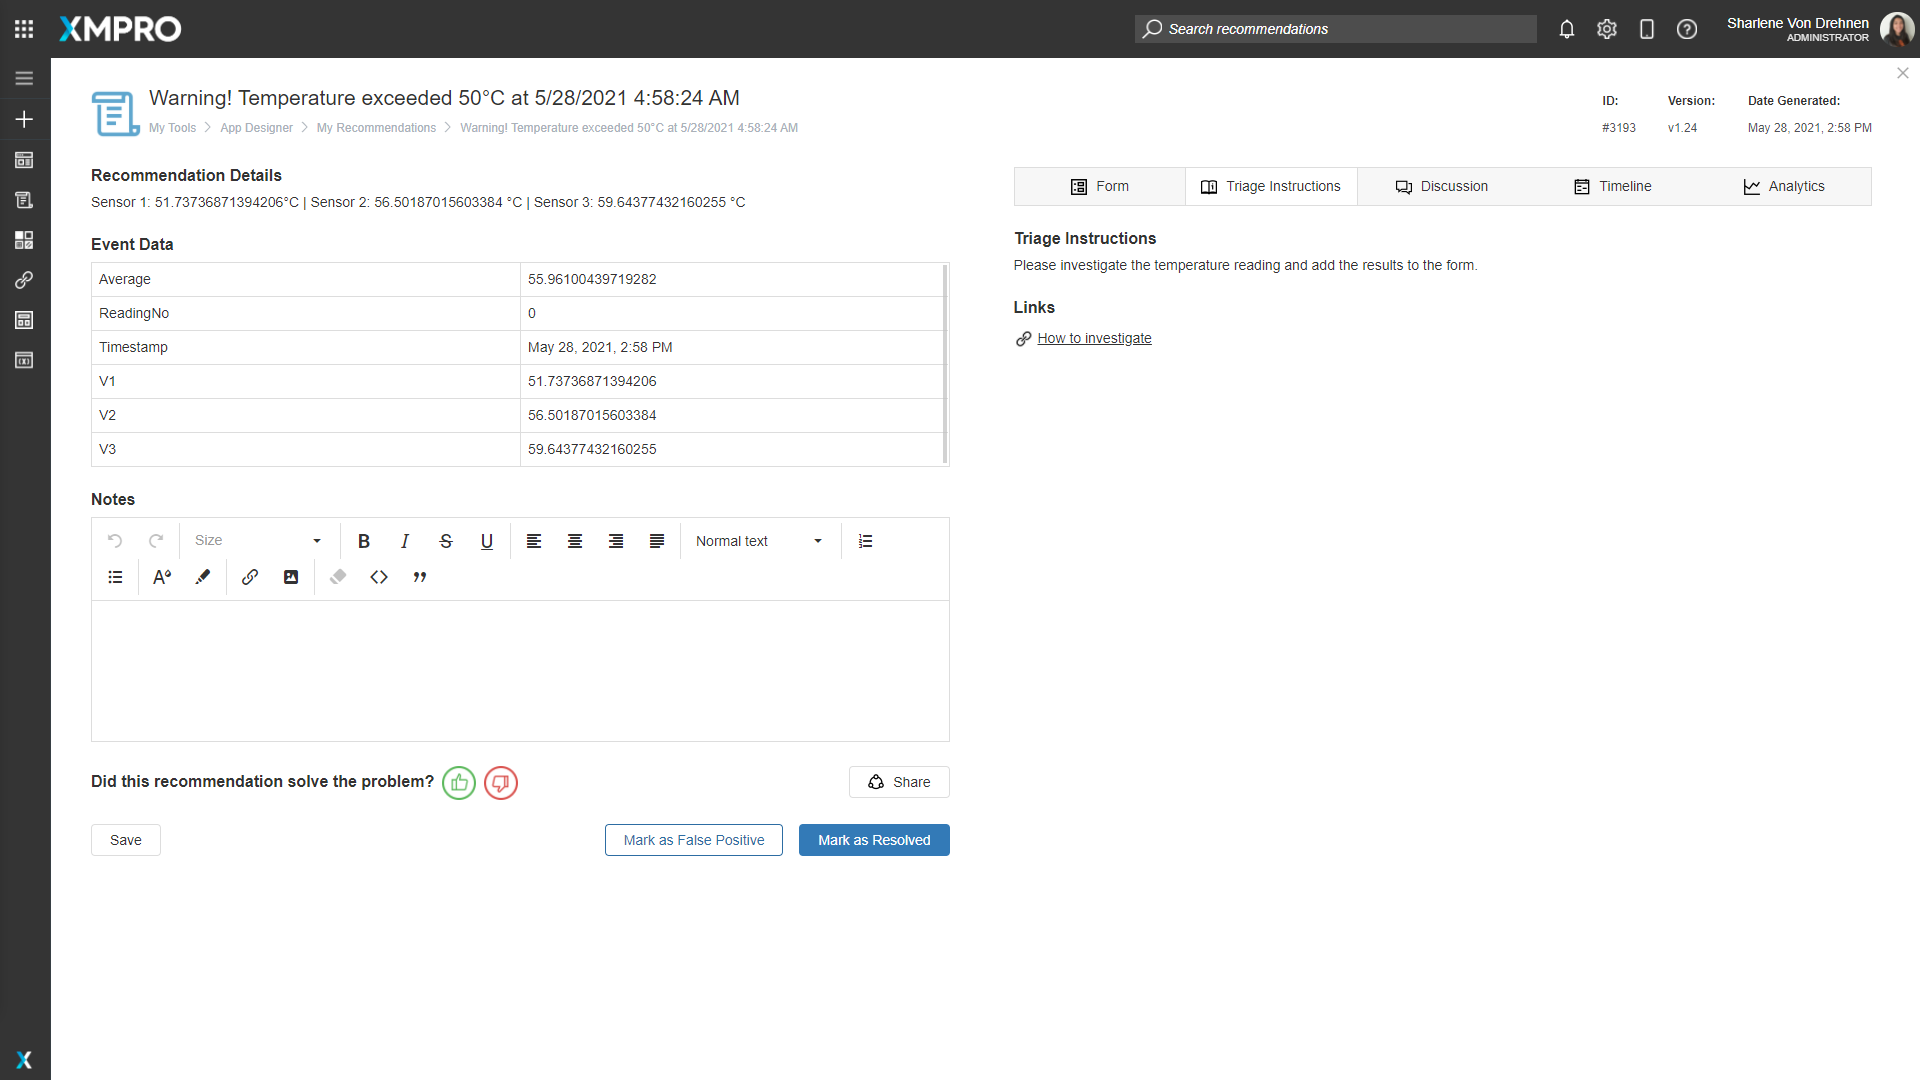 XMPRO
Search recommendations
Sharlene Von Drehnen
ADMINISTRATOR
Warning! Temperature exceeded 50°C at 5/28/2021 4:58:24 AM
My Tools > App Designer > My Recommendations > Warning! Temperature exceeded 50°C at 5/28/2021 4:58:24 AM
ID: Version: Date Generated:
#3193 v1.24 May 28, 2021, 2:58 PM
Recommendation Details
Sensor 1: 51.73736871394206°C | Sensor 2: 56.50187015603384 °C | Sensor 3: 59.64377432160255 °C
Event Data
Average 55.96100439719282
ReadingNo 0
Timestamp May 28, 2021, 2:58 PM
V1 51.73736871394206
V2 56.50187015603384
V3 59.64377432160255
Notes
Size B I S U Normal text
Did this recommendation solve the problem?
Share
Save Mark as False Positive Mark as Resolved
Form Triage Instructions Discussion Timeline Analytics
Triage Instructions
Please investigate the temperature reading and add the results to the form.
Links
How to investigate